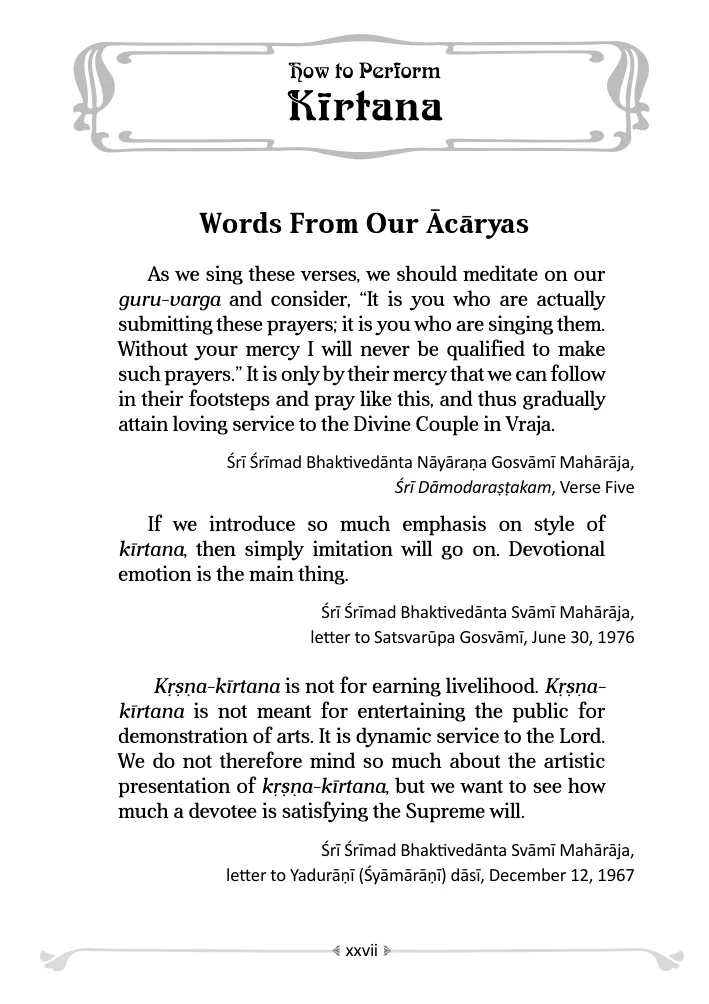 How to Perform
Kīrtana
Words From Our Ācāryas
As we sing these verses, we should meditate on our
guru-varga and consider, “It is you who are actually
submitting these prayers; it is you who are singing them.
Without your mercy I will never be qualified to make
such prayers.” It is only by their mercy that we can follow
in their footsteps and pray like this, and thus gradually
attain loving service to the Divine Couple in Vraja.
Śrī Śrīmad Bhaktivedānta Nāyāraṇa Gosvāmī Mahārāja,
Śrī Dāmodaraṣṭakam, Verse Five
If we introduce so much emphasis on style of
kīrtana, then simply imitation will go on. Devotional
emotion is the main thing.
Śrī Śrīmad Bhaktivedānta Svāmī Mahārāja,
letter to Satsvarūpa Gosvāmī, June 30, 1976
Kṛṣṇa-kīrtana is not for earning livelihood. Kṛṣṇa-
kīrtana is not meant for entertaining the public for
demonstration of arts. It is dynamic service to the Lord.
We do not therefore mind so much about the artistic
presentation of kṛṣṇa-kīrtana, but we want to see how
much a devotee is satisfying the Supreme will.
Śrī Śrīmad Bhaktivedānta Svāmī Mahārāja,
letter to Yadurāṇī (Śyāmārāṇī) dāsī, December 12, 1967
xxvii